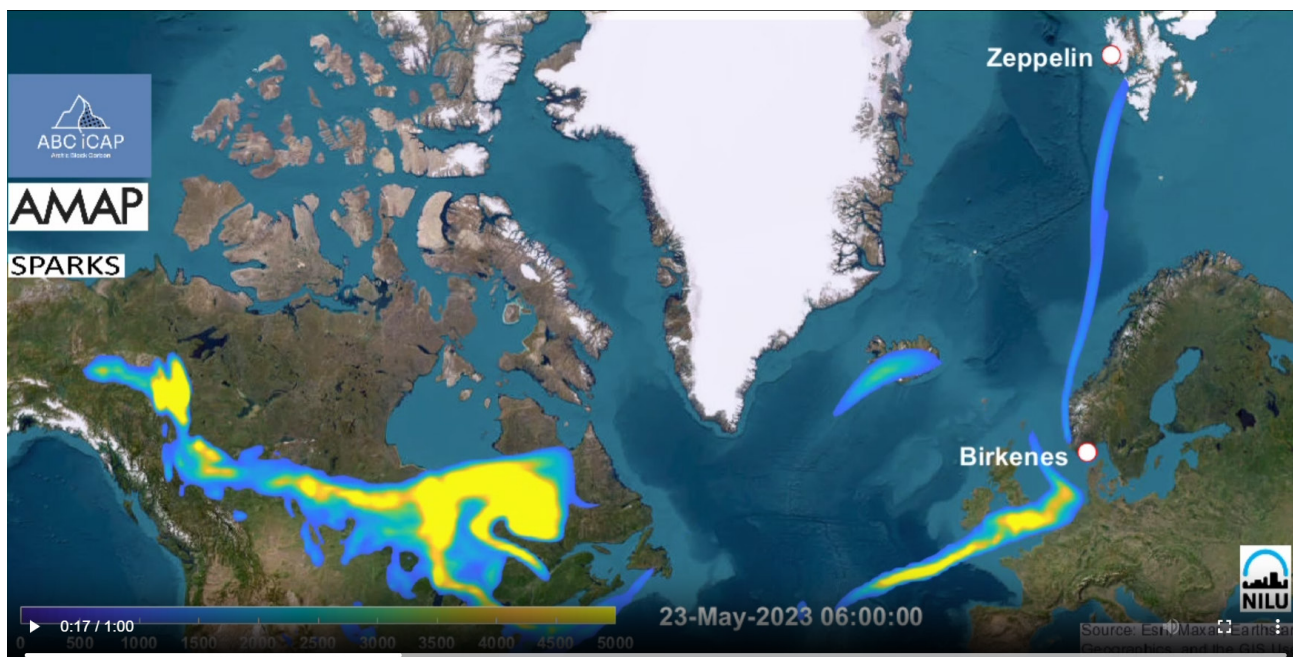 Zeppelin
ABC iCAP
Arctic Black Carbon
AMAP
SPARKS
Birkenes
NILU
23-May-2023 06:00:00
0:17 / 1:00
0 500 1000 1500 2000 2500 3000 3500 4000 4500 5000
Source: Esri, Maxar, Earthstar
Geographics, and the GIS Us